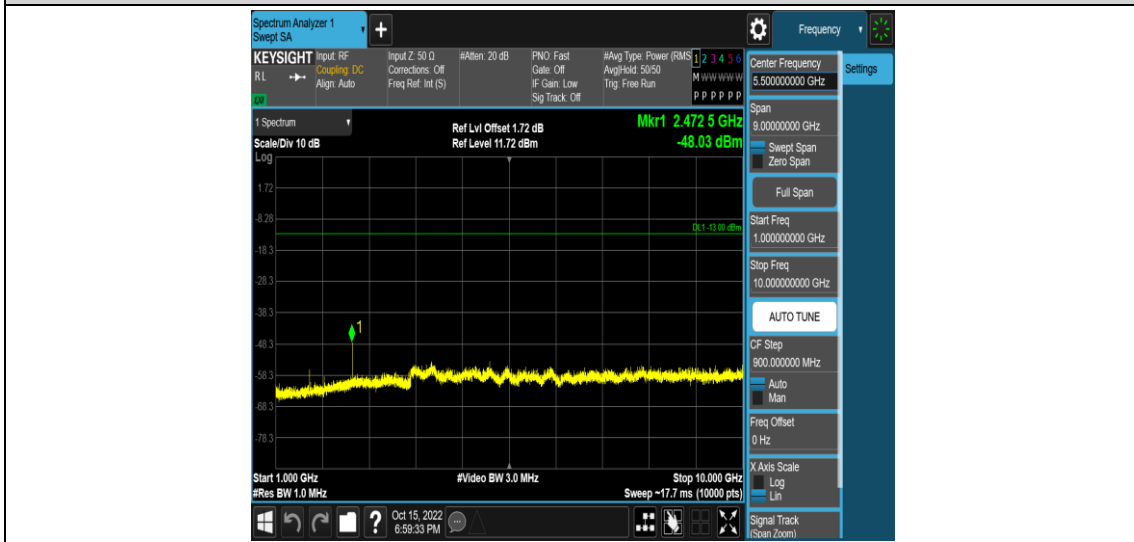 Spectrum Analyzer 1
Swept SA
+
Frequency
KEYSIGHT
RL
LNI
Input: RF
Coupling: DC
Align: Auto
Input Z: 50 Ω
Corrections: Off
Freq Ref: Int (S)
#Atten: 20 dB
PNO: Fast
Gate: Off
IF Gain: Low
Sig Track: Off
#Avg Type: Power (RMS
Avg|Hold: 50/50
Trig: Free Run
1 2 3 4 5 6
M W W W W W
P P P P P P
1 Spectrum
Scale/Div 10 dB
Log
Ref Lvl Offset 1.72 dB
Ref Level 11.72 dBm
Mkr1 2.472 5 GHz
-48.03 dBm
1.72
-8.28
DL1 -13.00 dBm
-18.3
-28.3
-38.3
1
-48.3
-58.3
-68.3
-78.3
Start 1.000 GHz
#Res BW 1.0 MHz
#Video BW 3.0 MHz
Stop 10.000 GHz
Sweep ~17.7 ms (10000 pts)
?
Oct 15, 2022
6:59:33 PM
Center Frequency
5.500000000 GHz
Settings
Span
9.00000000 GHz
Swept Span
Zero Span
Full Span
Start Freq
1.000000000 GHz
Stop Freq
10.000000000 GHz
AUTO TUNE
CF Step
900.000000 MHz
Auto
Man
Freq Offset
0 Hz
X Axis Scale
Log
Lin
Signal Track
(Span Zoom)